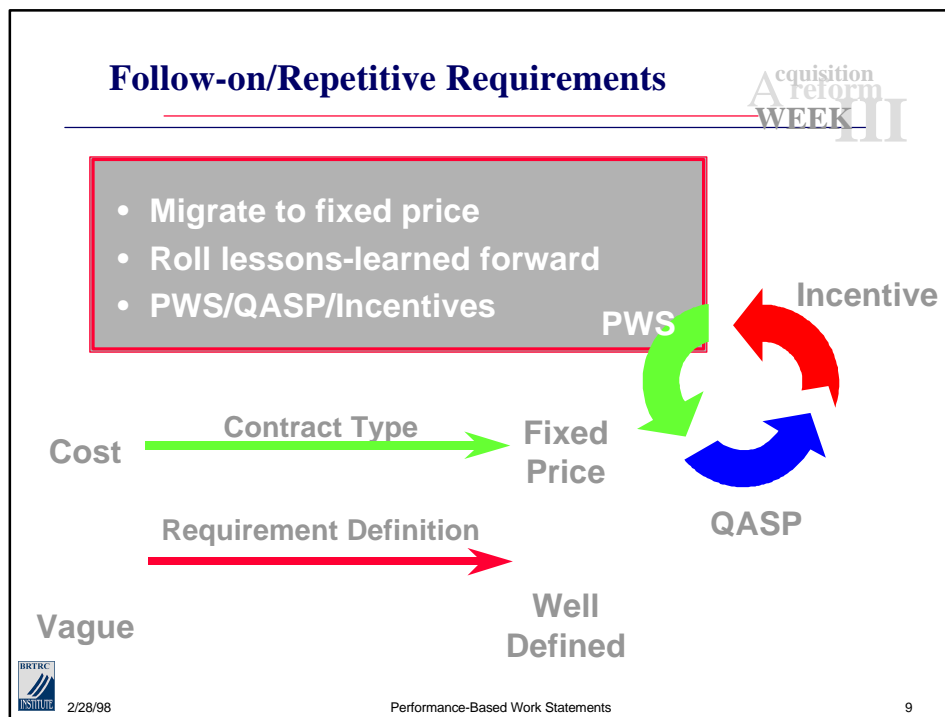 Follow-on/Repetitive Requirements
Acquisition
reform
WEEK III
• Migrate to fixed price
• Roll lessons-learned forward
• PWS/QASP/Incentives
PWS
Incentive
Contract Type
Cost
Fixed
Price
QASP
Requirement Definition
Vague
Well
Defined
BRTRC
INSTITUTE
2/28/98
Performance-Based Work Statements
9